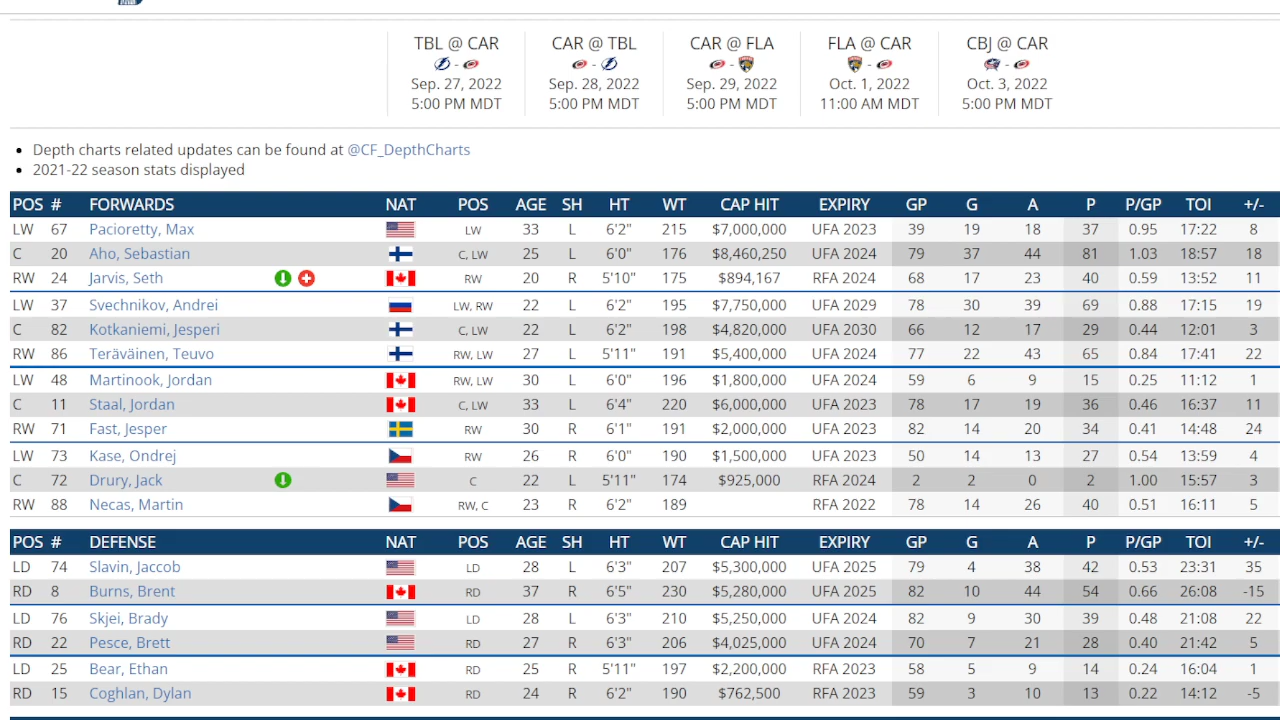 TBL @ CAR CAR @ TBL CAR @ FLA FLA @ CAR CBJ @ CAR
- - - - -
Sep. 27, 2022 Sep. 28, 2022 Sep. 29, 2022 Oct. 1, 2022 Oct. 3, 2022
5:00 PM MDT 5:00 PM MDT 5:00 PM MDT 11:00 AM MDT 5:00 PM MDT
• Depth charts related updates can be found at @CF_DepthCharts
• 2021-22 season stats displayed
POS # FORWARDS NAT POS AGE SH HT WT CAP HIT EXPIRY GP G A P P/GP TOI +/-
LW 67 Pacioretty, Max LW 33 L 6'2" 215 $7,000,000 UFA 2023 39 19 18 37 0.95 17:22 8
C 20 Aho, Sebastian C, LW 25 L 6'0" 176 $8,460,250 UFA 2024 79 37 44 81 1.03 18:57 18
RW 24 Jarvis, Seth RW 20 R 5'10" 175 $894,167 RFA 2024 68 17 23 40 0.59 13:52 11
LW 37 Svechnikov, Andrei LW, RW 22 L 6'2" 195 $7,750,000 UFA 2029 78 30 39 69 0.88 17:15 19
C 82 Kotkaniemi, Jesperi C, LW 22 L 6'2" 198 $4,820,000 UFA 2030 66 12 17 29 0.44 12:01 3
RW 86 Teräväinen, Teuvo RW, LW 27 L 5'11" 191 $5,400,000 UFA 2024 77 22 43 65 0.84 17:41 22
LW 48 Martinook, Jordan RW, LW 30 L 6'0" 196 $1,800,000 UFA 2024 59 6 9 15 0.25 11:12 1
C 11 Staal, Jordan C, LW 33 L 6'4" 220 $6,000,000 UFA 2023 78 17 19 36 0.46 16:37 11
RW 71 Fast, Jesper RW 30 R 6'1" 191 $2,000,000 UFA 2023 82 14 20 34 0.41 14:48 24
LW 73 Kase, Ondrej RW 26 R 6'0" 190 $1,500,000 UFA 2023 50 14 13 27 0.54 13:59 4
C 72 Drury, Jack C 22 L 5'11" 174 $925,000 RFA 2024 2 2 0 2 1.00 15:57 3
RW 88 Necas, Martin RW, C 23 R 6'2" 189 RFA 2022 78 14 26 40 0.51 16:11 5
POS # DEFENSE NAT POS AGE SH HT WT CAP HIT EXPIRY GP G A P P/GP TOI +/-
LD 74 Slavin, Jaccob LD 28 L 6'3" 207 $5,300,000 UFA 2025 79 4 38 42 0.53 23:31 35
RD 8 Burns, Brent RD 37 R 6'5" 230 $5,280,000 UFA 2025 82 10 44 54 0.66 26:08 -15
LD 76 Skjei, Brady LD 28 L 6'3" 210 $5,250,000 UFA 2024 82 9 30 39 0.48 21:08 22
RD 22 Pesce, Brett RD 27 R 6'3" 206 $4,025,000 UFA 2024 70 7 21 28 0.40 21:42 5
LD 25 Bear, Ethan RD 25 R 5'11" 197 $2,200,000 RFA 2023 58 5 9 14 0.24 16:04 1
RD 15 Coghlan, Dylan RD 24 R 6'2" 190 $762,500 RFA 2023 59 3 10 13 0.22 14:12 -5